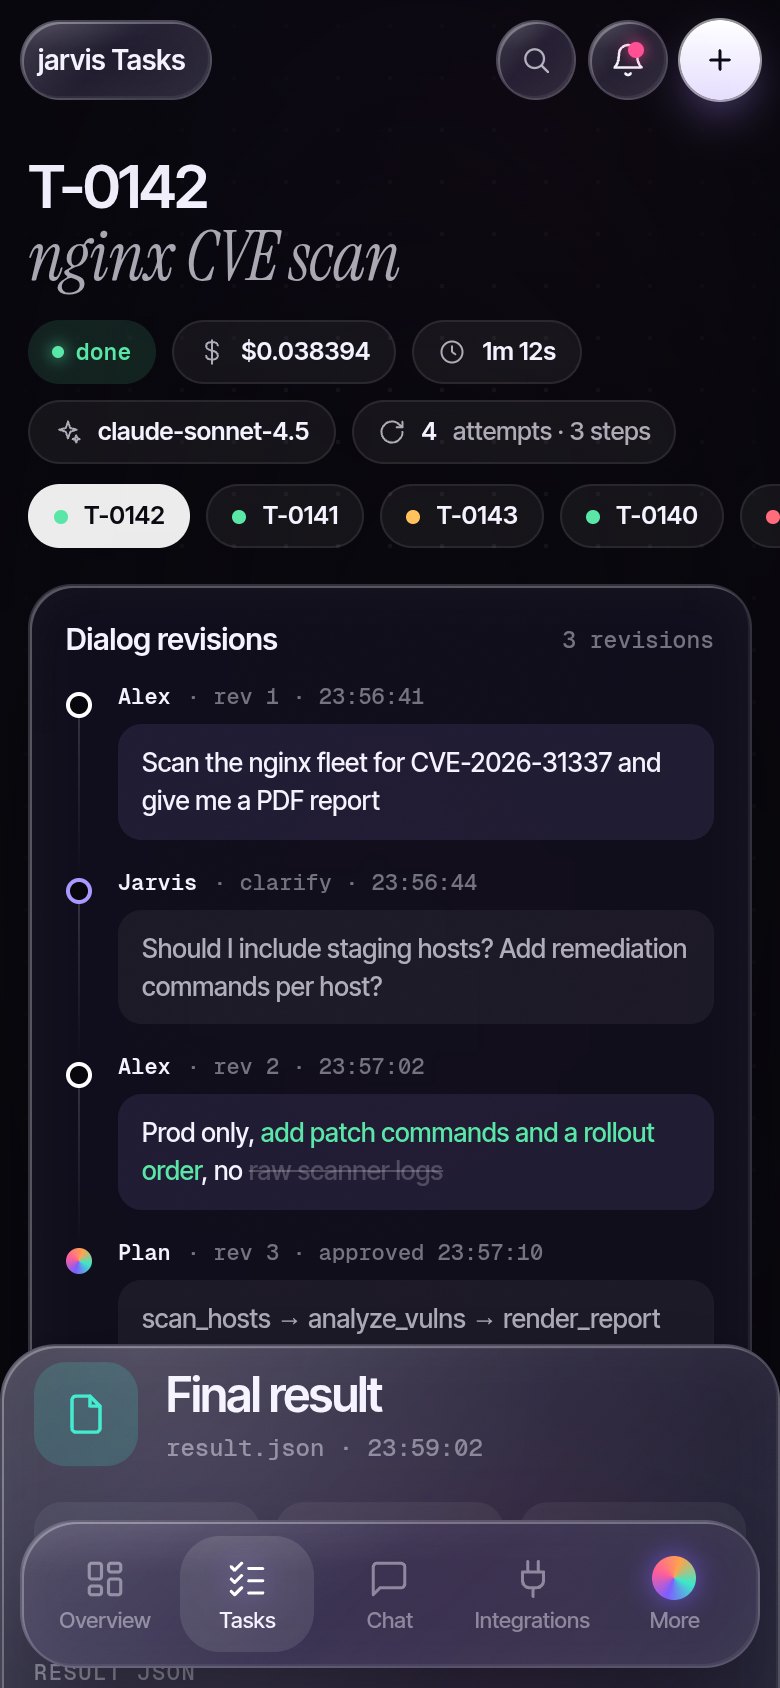 jarvis Tasks
T-0142
nginx CVE scan
done
$0.038394
1m 12s
claude-sonnet-4.5
4 attempts · 3 steps
T-0142
T-0141
T-0143
T-0140
Dialog revisions
3 revisions
Alex · rev 1 · 23:56:41
Scan the nginx fleet for CVE-2026-31337 and
give me a PDF report
Jarvis · clarify · 23:56:44
Should I include staging hosts? Add remediation
commands per host?
Alex · rev 2 · 23:57:02
Prod only, add patch commands and a rollout
order, no raw scanner logs
Plan · rev 3 · approved 23:57:10
scan_hosts → analyze_vulns → render_report
Final result
result.json · 23:59:02
Overview
Tasks
Chat
Integrations
More
RESULT JSON